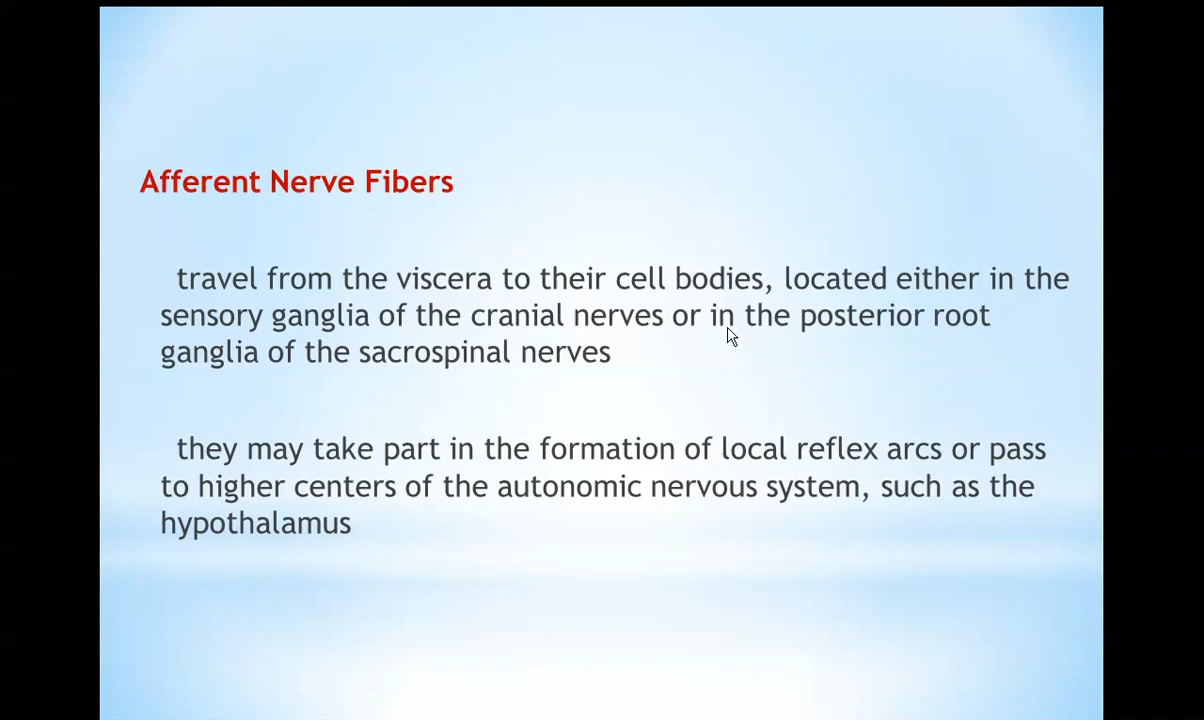 Afferent Nerve Fibers
travel from the viscera to their cell bodies, located either in the
sensory ganglia of the cranial nerves or in the posterior root
ganglia of the sacrospinal nerves
they may take part in the formation of local reflex arcs or pass
to higher centers of the autonomic nervous system, such as the
hypothalamus